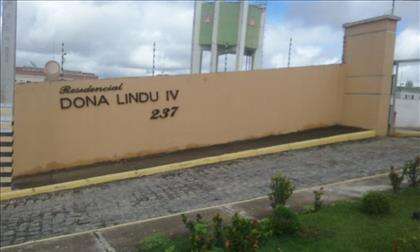 Residencial
DONA LINDU IV
237